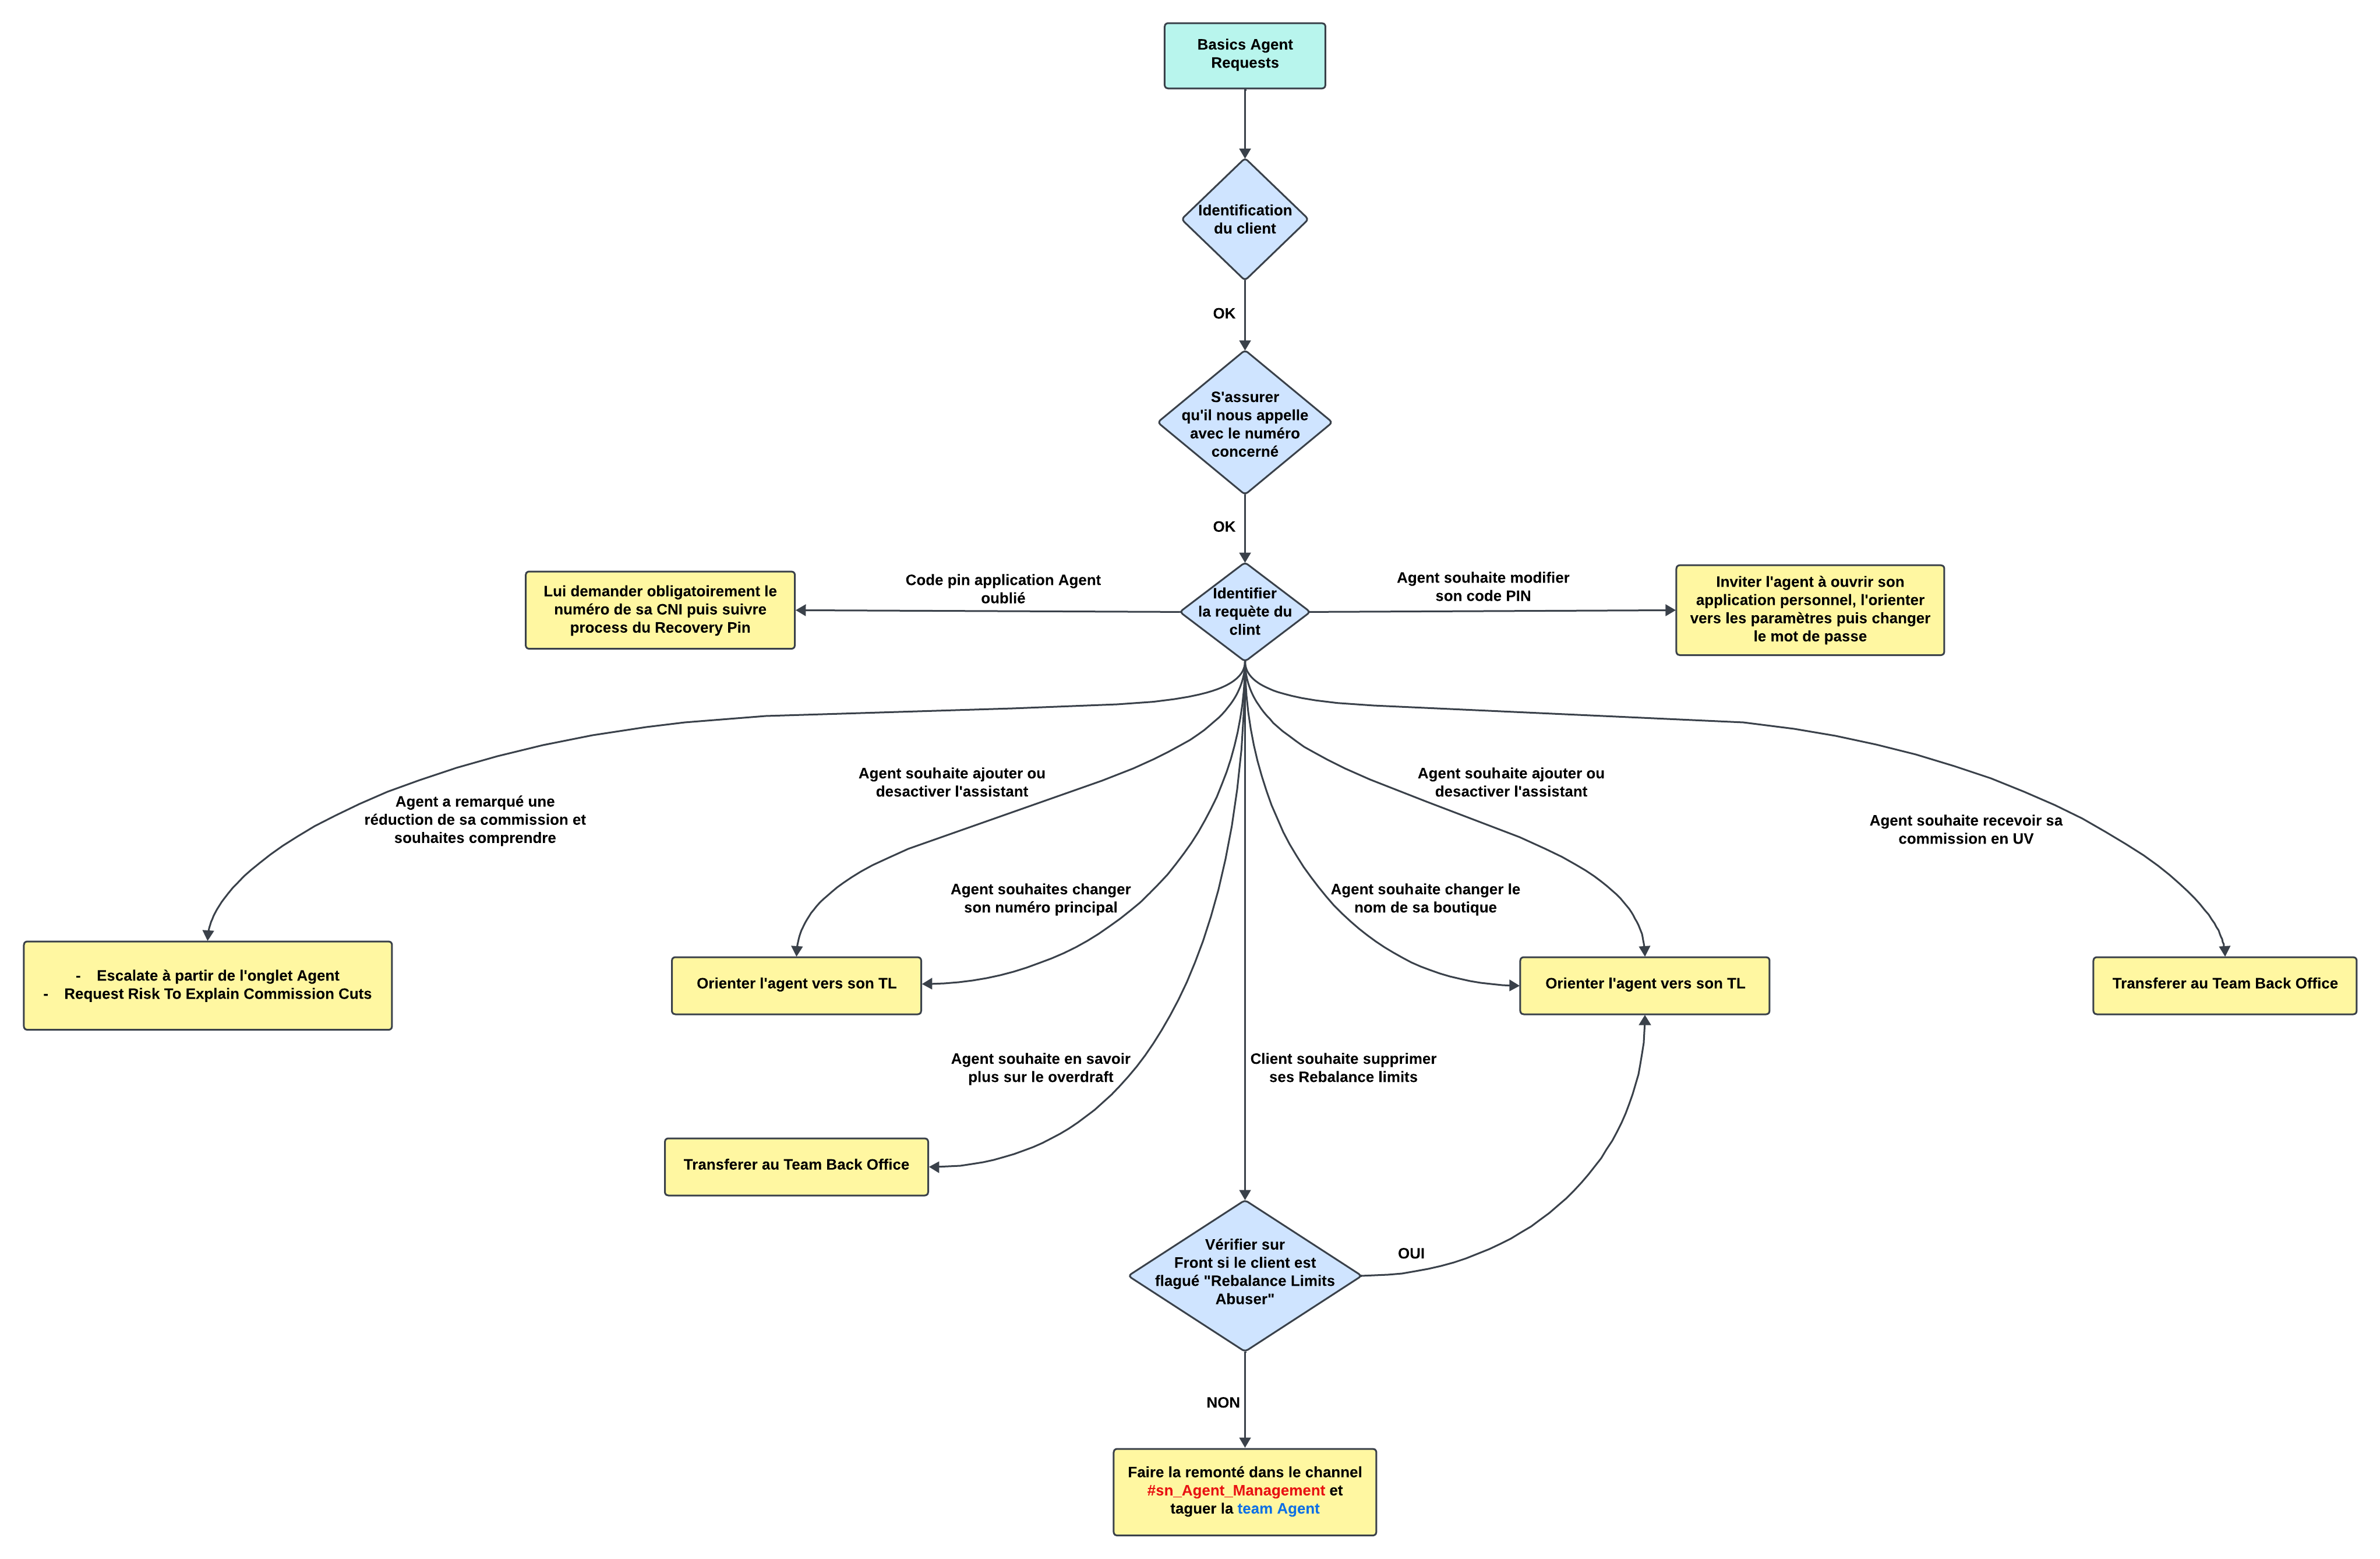 Basics Agent
Requests
Identification
du client
OK
S'assurer
qu'il nous appelle
avec le numéro
concerné
OK
Lui demander obligatoirement le
numéro de sa CNI puis suivre
process du Recovery Pin
Code pin application Agent
oublié
Identifier
la requète du
clint
Agent souhaite modifier
son code PIN
Inviter l'agent à ouvrir son
application personnel, l'orienter
vers les paramètres puis changer
le mot de passe
Agent a remarqué une
réduction de sa commission et
souhaites comprendre
Agent souhaite ajouter ou
desactiver l'assistant
Agent souhaite ajouter ou
desactiver l'assistant
Agent souhaite recevoir sa
commission en UV
Agent souhaites changer
son numéro principal
Agent souhaite changer le
nom de sa boutique
- Escalate à partir de l'onglet Agent
- Request Risk To Explain Commission Cuts
Orienter l'agent vers son TL
Orienter l'agent vers son TL
Transferer au Team Back Office
Agent souhaite en savoir
plus sur le overdraft
Client souhaite supprimer
ses Rebalance limits
Transferer au Team Back Office
Vérifier sur
Front si le client est
flagué "Rebalance Limits
Abuser"
OUI
NON
Faire la remonté dans le channel
#sn_Agent_Management et
taguer la team Agent